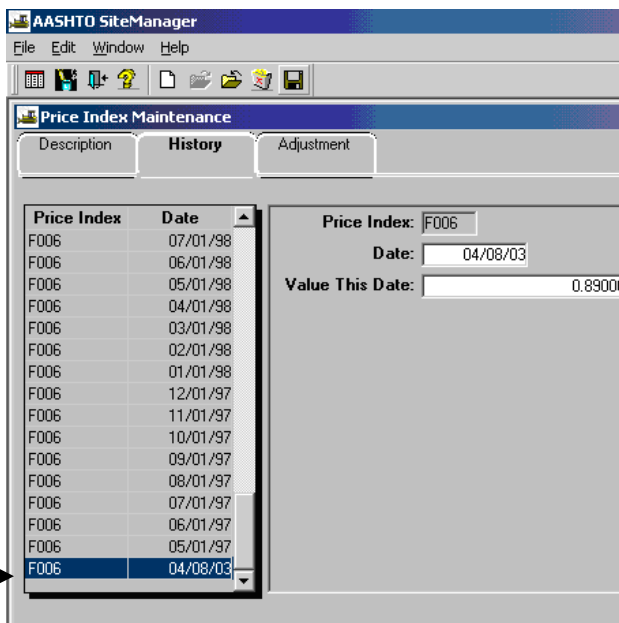 AASHTO SiteManager
File Edit Window Help
Price Index Maintenance
Description History Adjustment
Price Index Date
F006 07/01/98
F006 06/01/98
F006 05/01/98
F006 04/01/98
F006 03/01/98
F006 02/01/98
F006 01/01/98
F006 12/01/97
F006 11/01/97
F006 10/01/97
F006 09/01/97
F006 08/01/97
F006 07/01/97
F006 06/01/97
F006 05/01/97
F006 04/08/03
Price Index: F006
Date: 04/08/03
Value This Date: 0.8900